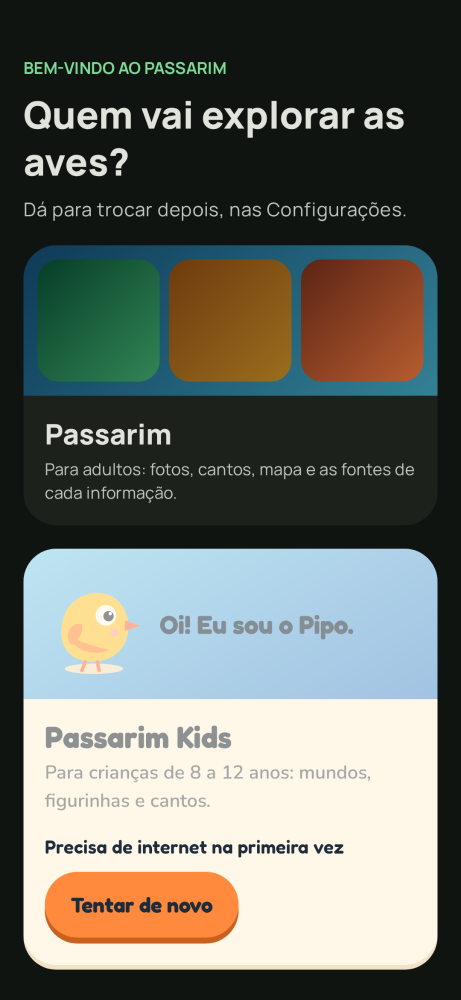 BEM-VINDO AO PASSARIM
Quem vai explorar as
aves?
Dá para trocar depois, nas Configurações.
Passarim
Para adultos: fotos, cantos, mapa e as fontes de
cada informação.
Oi! Eu sou o Pipo.
Passarim Kids
Para crianças de 8 a 12 anos: mundos,
figurinhas e cantos.
Precisa de internet na primeira vez
Tentar de novo